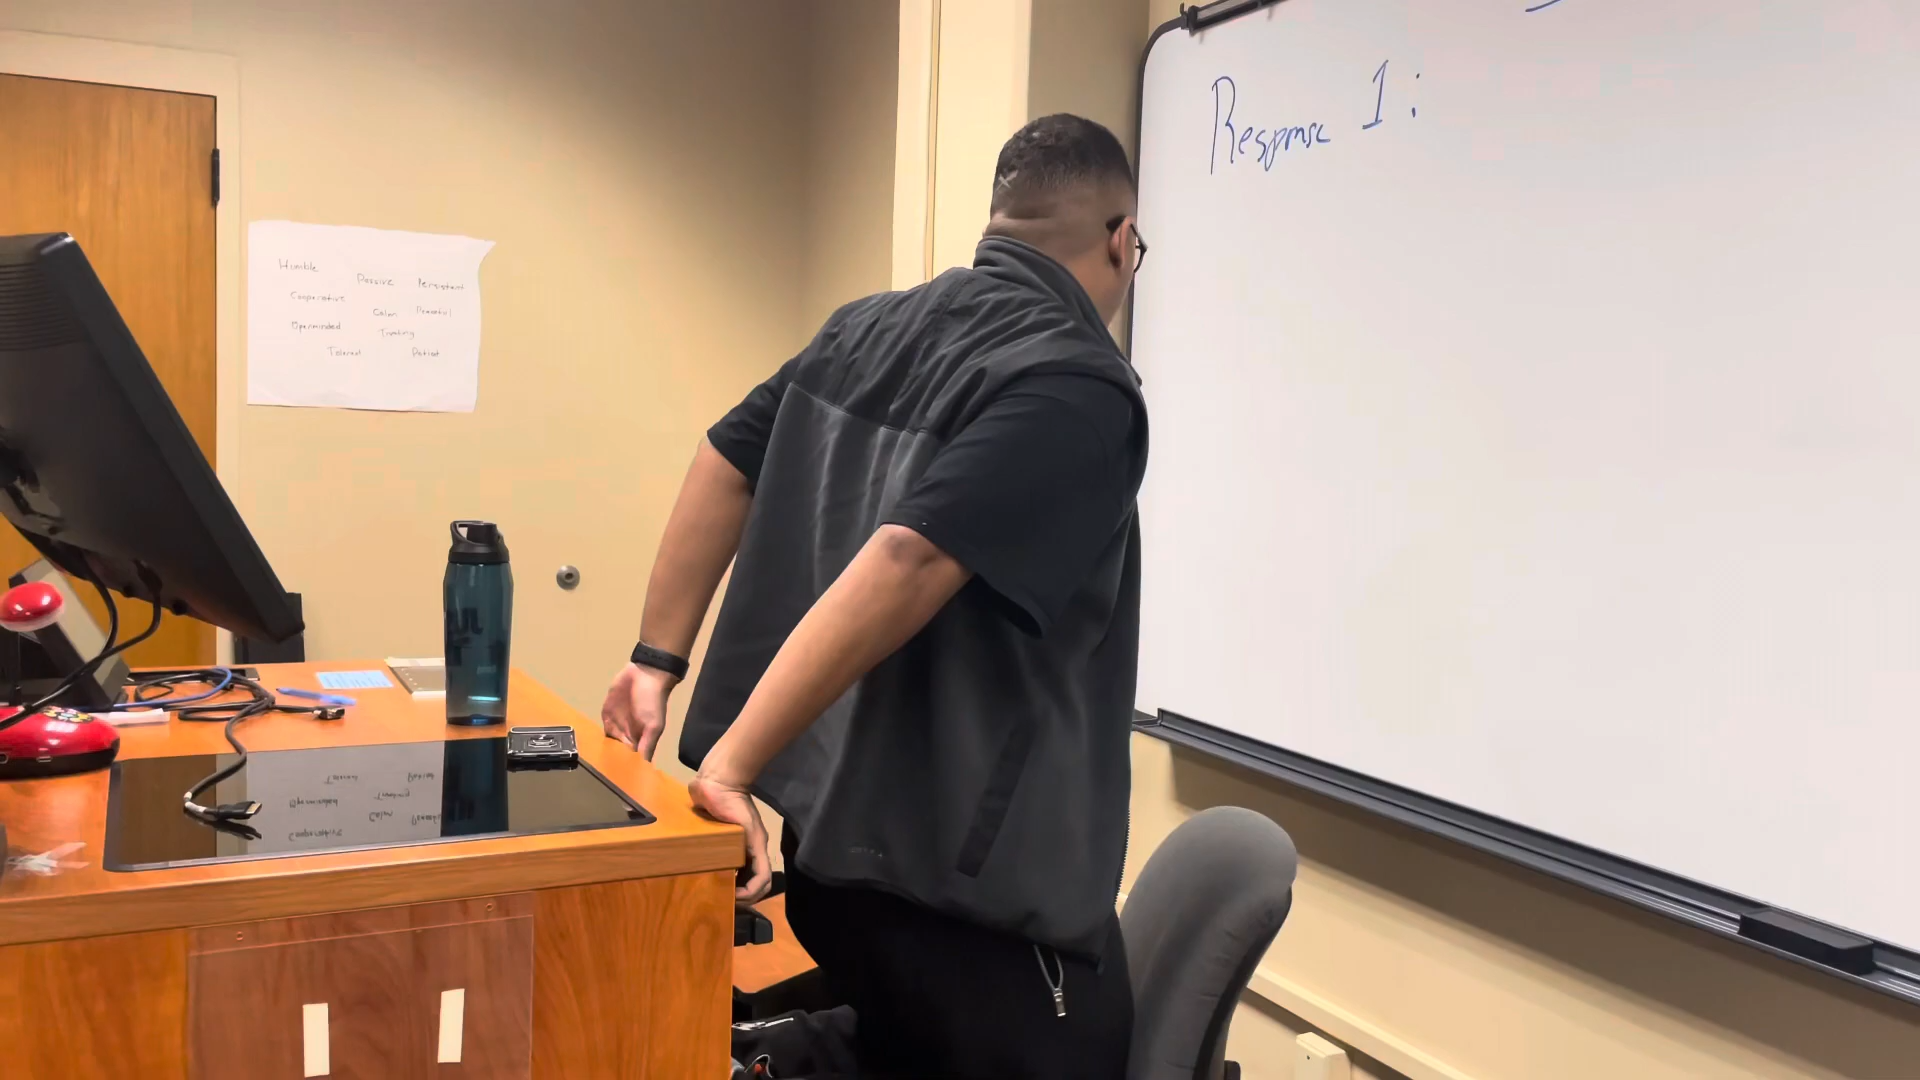 Response 1:
Humble
Passive Persistent
Cooperative
Calm Peaceful
Openminded
Trusting
Tolerant Patient